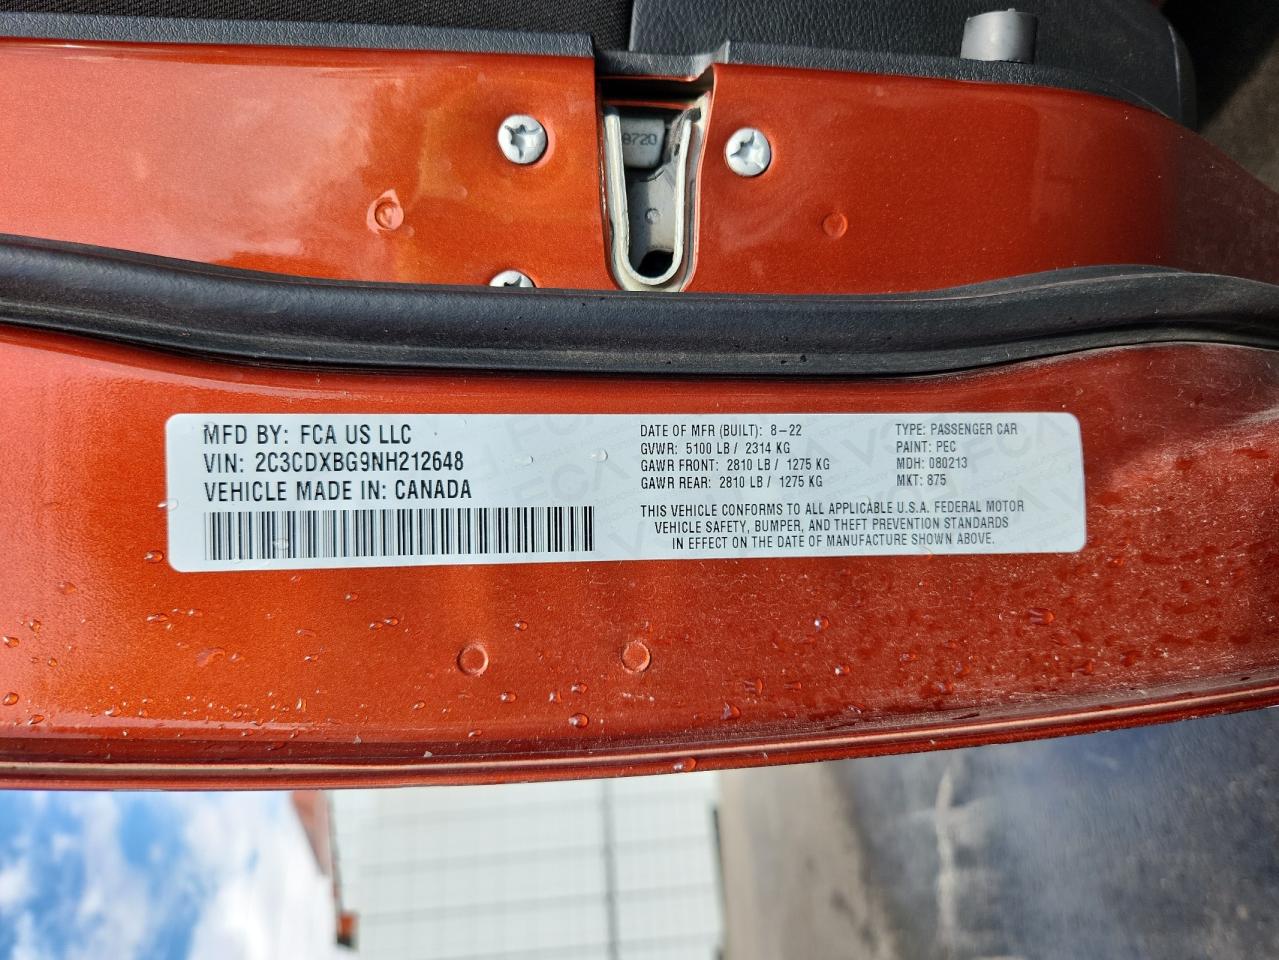 8720
MFD BY: FCA US LLC
VIN: 2C3CDXBG9NH212648
VEHICLE MADE IN: CANADA
DATE OF MFR (BUILT): 8-22
GVWR: 5100 LB / 2314 KG
GAWR FRONT: 2810 LB / 1275 KG
GAWR REAR: 2810 LB / 1275 KG
TYPE: PASSENGER CAR
PAINT: PEC
MDH: 080213
MKT: 875
THIS VEHICLE CONFORMS TO ALL APPLICABLE U.S.A. FEDERAL MOTOR
VEHICLE SAFETY, BUMPER, AND THEFT PREVENTION STANDARDS
IN EFFECT ON THE DATE OF MANUFACTURE SHOWN ABOVE.